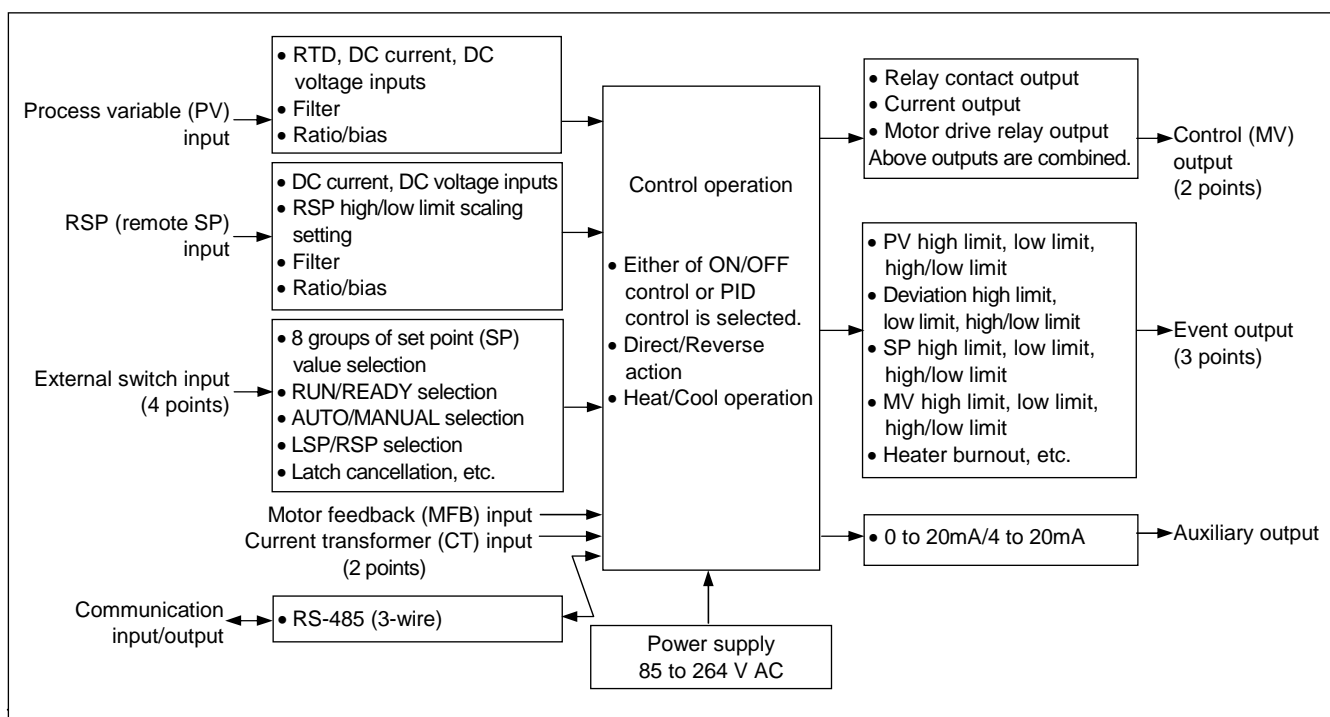 Process variable (PV)
input
• RTD, DC current, DC
voltage inputs
• Filter
• Ratio/bias
RSP (remote SP)
input
• DC current, DC voltage inputs
• RSP high/low limit scaling
setting
• Filter
• Ratio/bias
External switch input
(4 points)
• 8 groups of set point (SP)
value selection
• RUN/READY selection
• AUTO/MANUAL selection
• LSP/RSP selection
• Latch cancellation, etc.
Motor feedback (MFB) input
Current transformer (CT) input
(2 points)
Communication
input/output
• RS-485 (3-wire)
Control operation
• Either of ON/OFF
control or PID
control is selected.
• Direct/Reverse
action
• Heat/Cool operation
Power supply
85 to 264 V AC
• Relay contact output
• Current output
• Motor drive relay output
Above outputs are combined.
Control (MV)
output
(2 points)
• PV high limit, low limit,
high/low limit
• Deviation high limit,
low limit, high/low limit
• SP high limit, low limit,
high/low limit
• MV high limit, low limit,
high/low limit
• Heater burnout, etc.
Event output
(3 points)
• 0 to 20mA/4 to 20mA
Auxiliary output